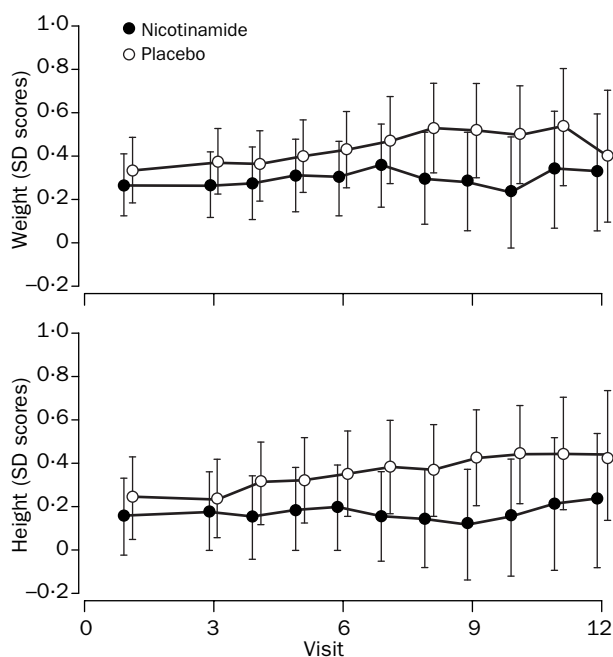 Nicotinamide
Placebo
Weight (SD scores)
1·0
0·8
0·6
0·4
0·2
0
–0·2
Height (SD scores)
1·0
0·8
0·6
0·4
0·2
0
–0·2
0 3 6 9 12
Visit